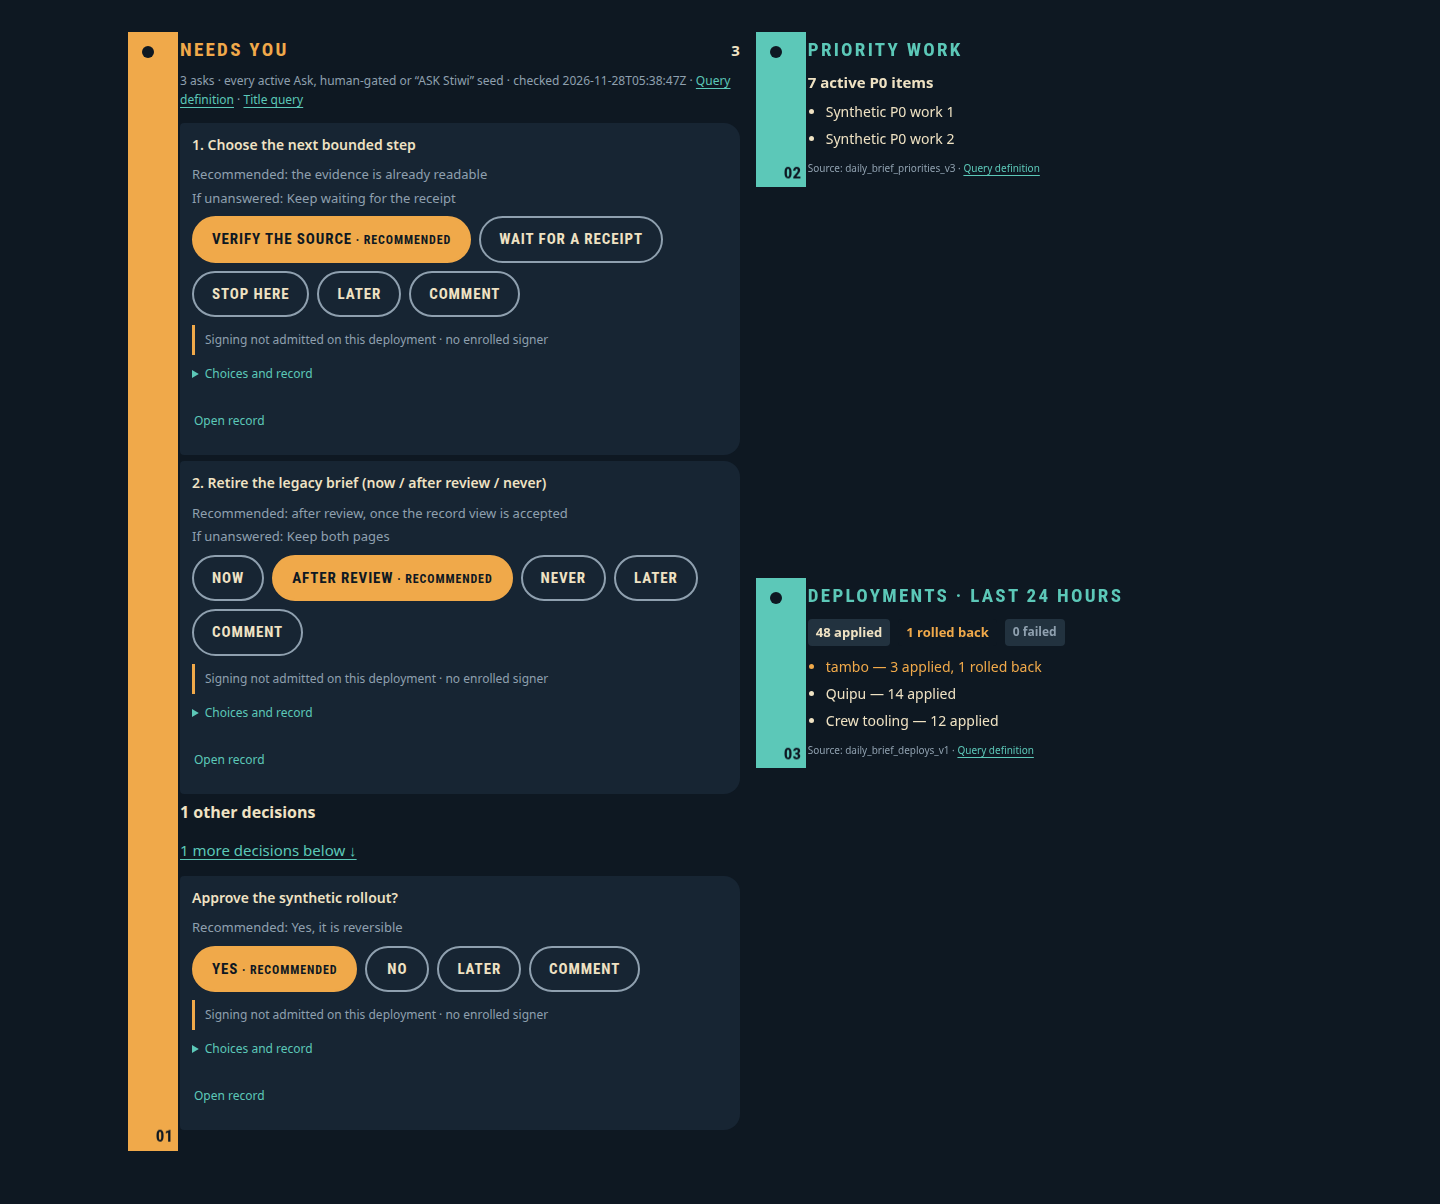 NEEDS YOU
3
3 asks · every active Ask, human-gated or “ASK Stiwi” seed · checked 2026-11-28T05:38:47Z · Query
definition · Title query
1. Choose the next bounded step
Recommended: the evidence is already readable
If unanswered: Keep waiting for the receipt
VERIFY THE SOURCE · RECOMMENDED
WAIT FOR A RECEIPT
STOP HERE
LATER
COMMENT
Signing not admitted on this deployment · no enrolled signer
Choices and record
Open record
2. Retire the legacy brief (now / after review / never)
Recommended: after review, once the record view is accepted
If unanswered: Keep both pages
NOW
AFTER REVIEW · RECOMMENDED
NEVER
LATER
COMMENT
Signing not admitted on this deployment · no enrolled signer
Choices and record
Open record
1 other decisions
1 more decisions below ↓
Approve the synthetic rollout?
Recommended: Yes, it is reversible
YES · RECOMMENDED
NO
LATER
COMMENT
Signing not admitted on this deployment · no enrolled signer
Choices and record
Open record
01
PRIORITY WORK
7 active P0 items
Synthetic P0 work 1
Synthetic P0 work 2
02
Source: daily_brief_priorities_v3 · Query definition
DEPLOYMENTS · LAST 24 HOURS
48 applied
1 rolled back
0 failed
tambo — 3 applied, 1 rolled back
Quipu — 14 applied
Crew tooling — 12 applied
03
Source: daily_brief_deploys_v1 · Query definition